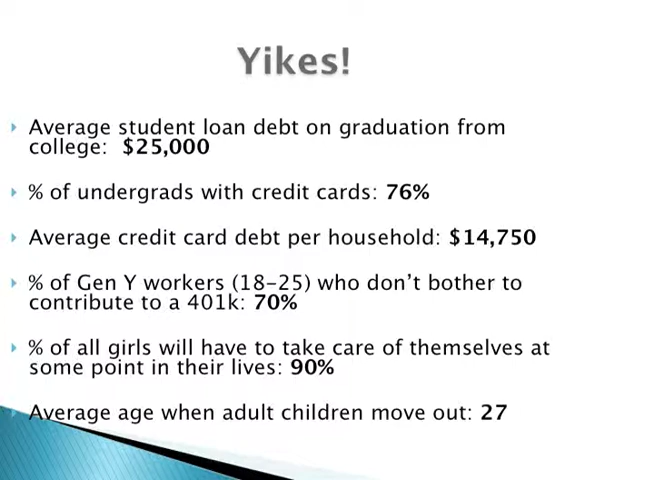 Yikes!
Average student loan debt on graduation from
college: $25,000
% of undergrads with credit cards: 76%
Average credit card debt per household: $14,750
% of Gen Y workers (18-25) who don't bother to
contribute to a 401k: 70%
% of all girls will have to take care of themselves at
some point in their lives: 90%
Average age when adult children move out: 27